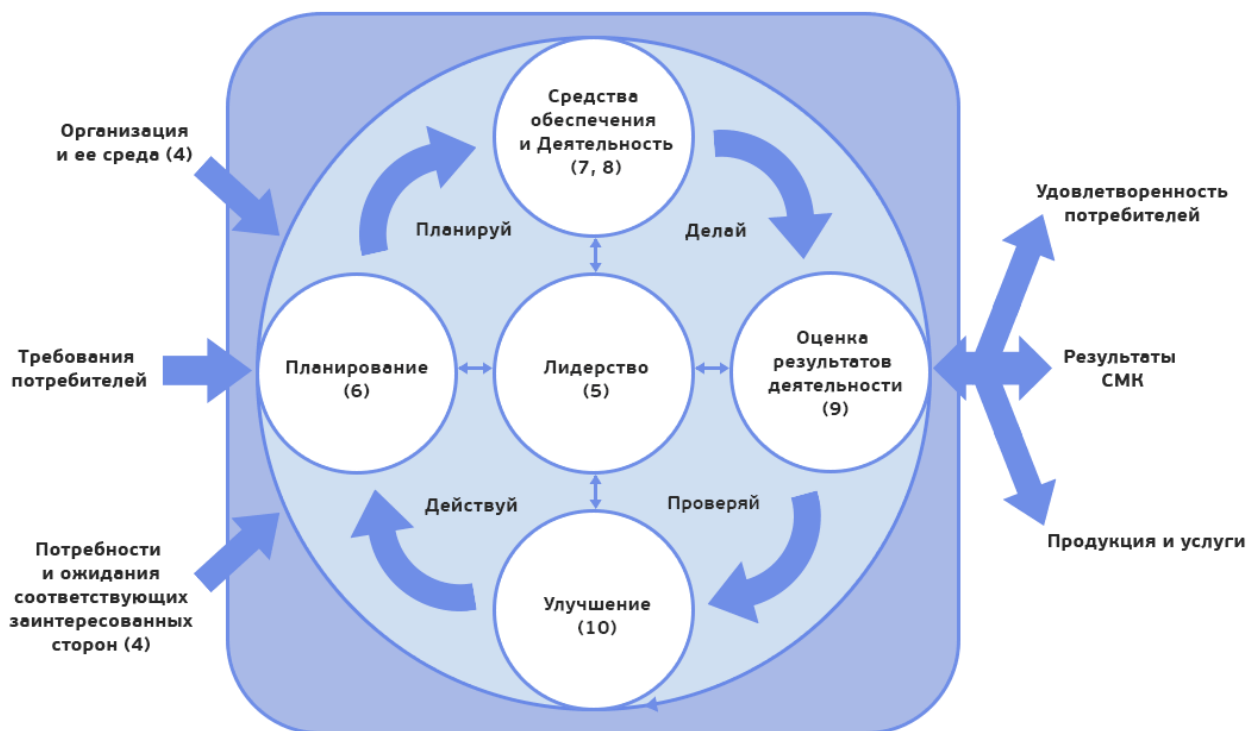 Организация
и ее среда (4)
Требования
потребителей
Потребности
и ожидания
соответствующих
заинтересованных
сторон (4)
Средства
обеспечения
и Деятельность
(7, 8)
Планируй
Делай
Планирование
(6)
Лидерство
(5)
Оценка
результатов
деятельности
(9)
Действуй
Проверяй
Улучшение
(10)
Удовлетворенность
потребителей
Результаты
СМК
Продукция и услуги